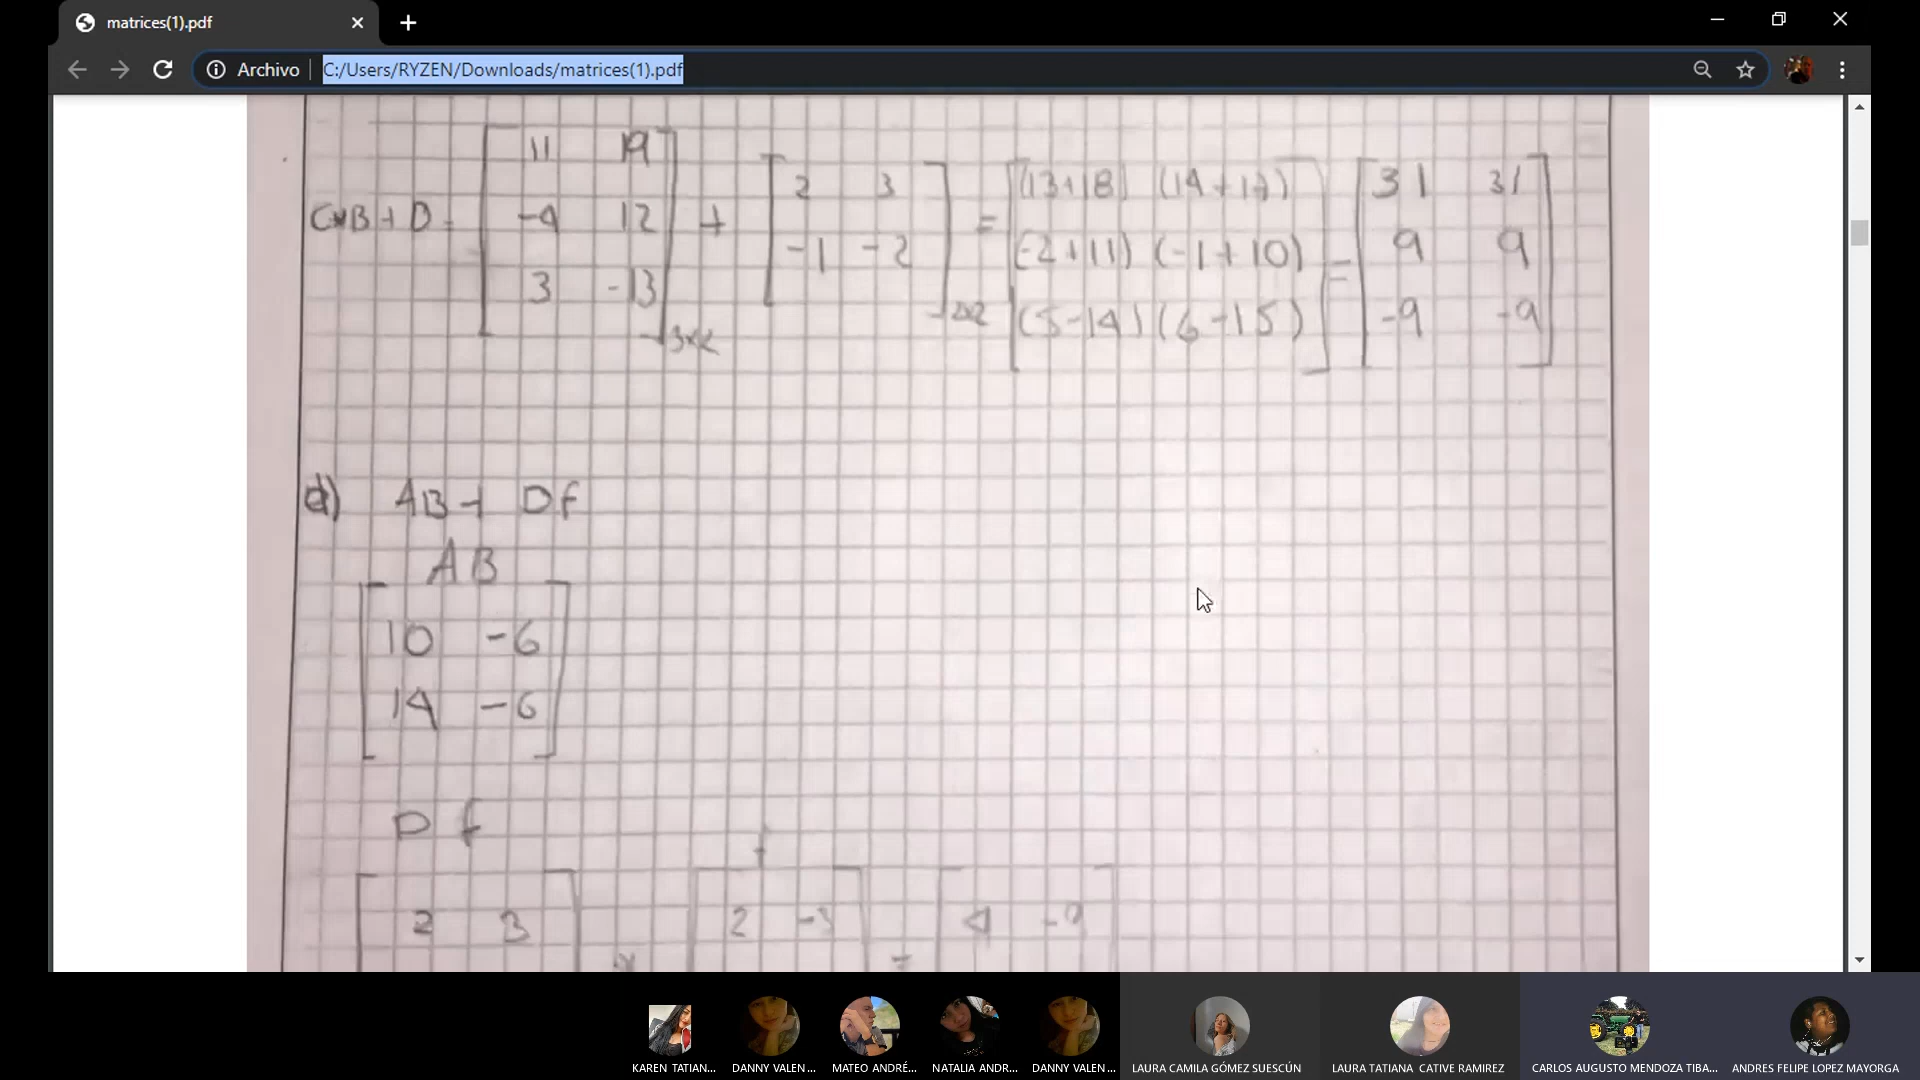 matrices(1).pdf
Archivo C:/Users/RYZEN/Downloads/matrices(1).pdf
11 19 2 3 (13+18) (14+17) 31 31
C*B + D = -4 12 + -1 -2 = (-2+11) (-1+10) = 9 9
3 -13 (5-14) (6-15) -9 -9
3x2 2x2
d) AB + Df
AB
10 -6
14 -6
D f
f
2 3 2 -3 4 -9
x =
KAREN TATIAN... DANNY VALEN... MATEO ANDRÉ... NATALIA ANDR... DANNY VALEN... LAURA CAMILA GÓMEZ SUESCÚN LAURA TATIANA CATIVE RAMIREZ CARLOS AUGUSTO MENDOZA TIBA... ANDRES FELIPE LOPEZ MAYORGA